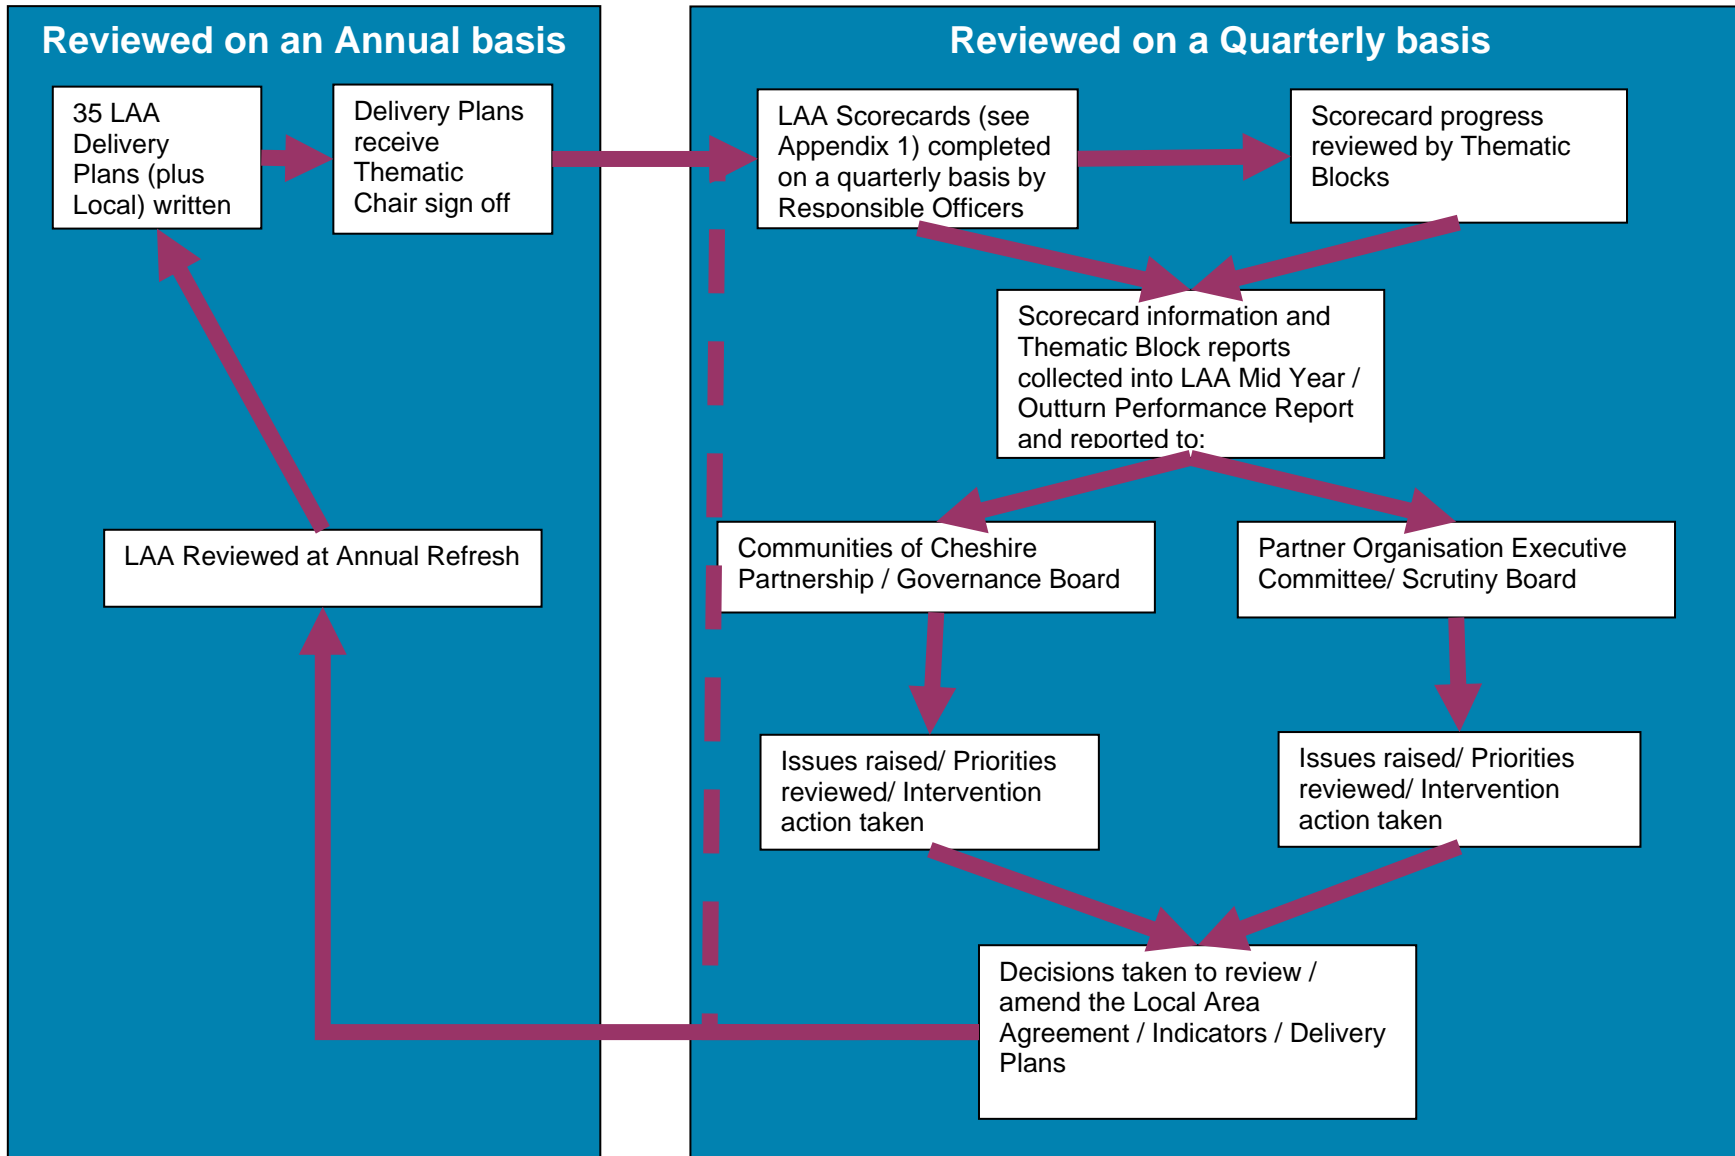 Reviewed on an Annual basis
35 LAA
Delivery
Plans (plus
Local) written
Delivery Plans
receive
Thematic
Chair sign off
LAA Reviewed at Annual Refresh
Reviewed on a Quarterly basis
LAA Scorecards (see
Appendix 1) completed
on a quarterly basis by
Responsible Officers
Scorecard progress
reviewed by Thematic
Blocks
Scorecard information and
Thematic Block reports
collected into LAA Mid Year /
Outturn Performance Report
and reported to:
Communities of Cheshire
Partnership / Governance Board
Partner Organisation Executive
Committee/ Scrutiny Board
Issues raised/ Priorities
reviewed/ Intervention
action taken
Issues raised/ Priorities
reviewed/ Intervention
action taken
Decisions taken to review /
amend the Local Area
Agreement / Indicators / Delivery
Plans